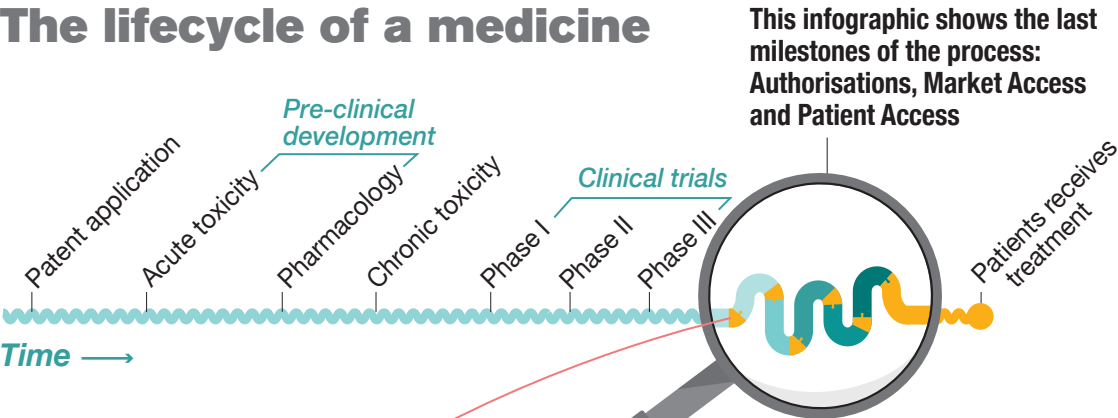 The lifecycle of a medicine
This infographic shows the last
milestones of the process:
Authorisations, Market Access
and Patient Access
Pre-clinical
development
Clinical trials
Patent application
Acute toxicity
Pharmacology
Chronic toxicity
Phase I
Phase II
Phase III
Patients receives
treatment
Time